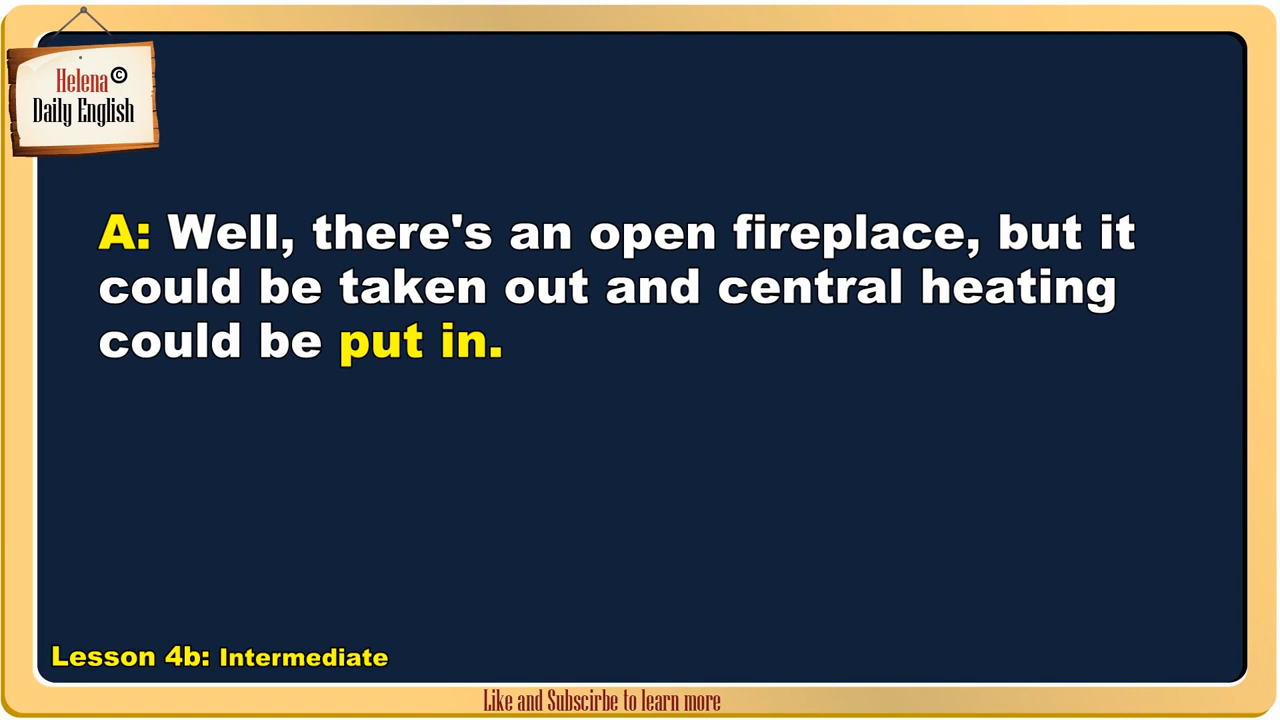 Helena©
Daily English
A: Well, there's an open fireplace, but it
could be taken out and central heating
could be put in.
Lesson 4b: Intermediate
Like and Subscirbe to learn more